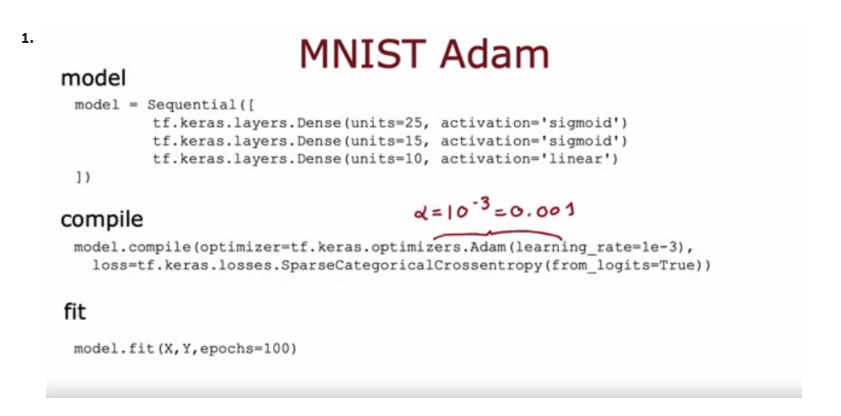 1.
MNIST Adam
model
model = Sequential([
tf.keras.layers.Dense(units=25, activation='sigmoid')
tf.keras.layers.Dense(units=15, activation='sigmoid')
tf.keras.layers.Dense(units=10, activation='linear')
])
α=10⁻³=0.001
compile
model.compile(optimizer=tf.keras.optimizers.Adam(learning_rate=1e-3),
loss=tf.keras.losses.SparseCategoricalCrossentropy(from_logits=True))
fit
model.fit(X,Y,epochs=100)